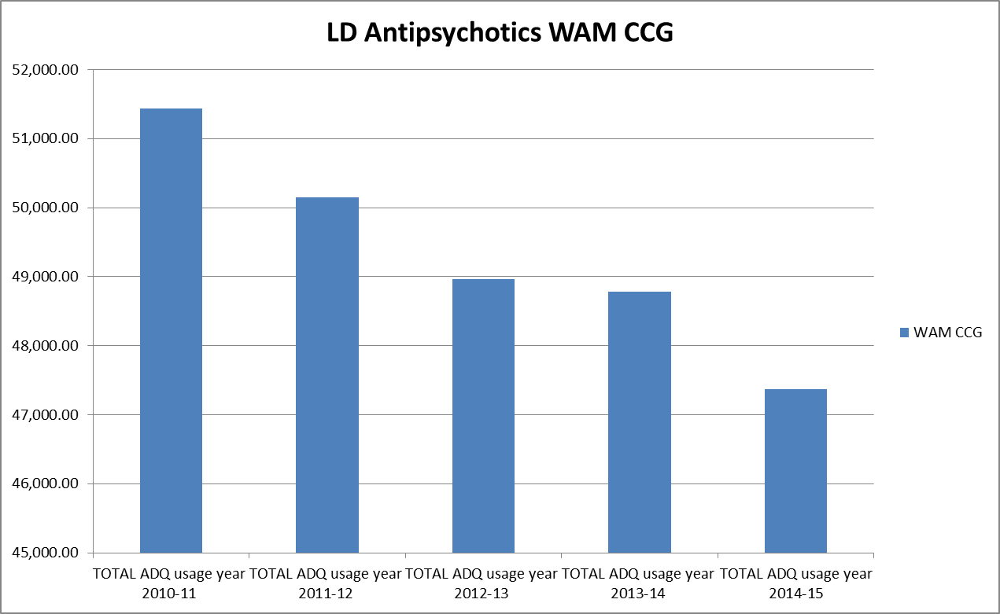 LD Antipsychotics WAM CCG
52,000.00
51,000.00
50,000.00
49,000.00
48,000.00
47,000.00
46,000.00
45,000.00
WAM CCG
TOTAL ADQ usage year
2010-11
TOTAL ADQ usage year
2011-12
TOTAL ADQ usage year
2012-13
TOTAL ADQ usage year
2013-14
TOTAL ADQ usage year
2014-15